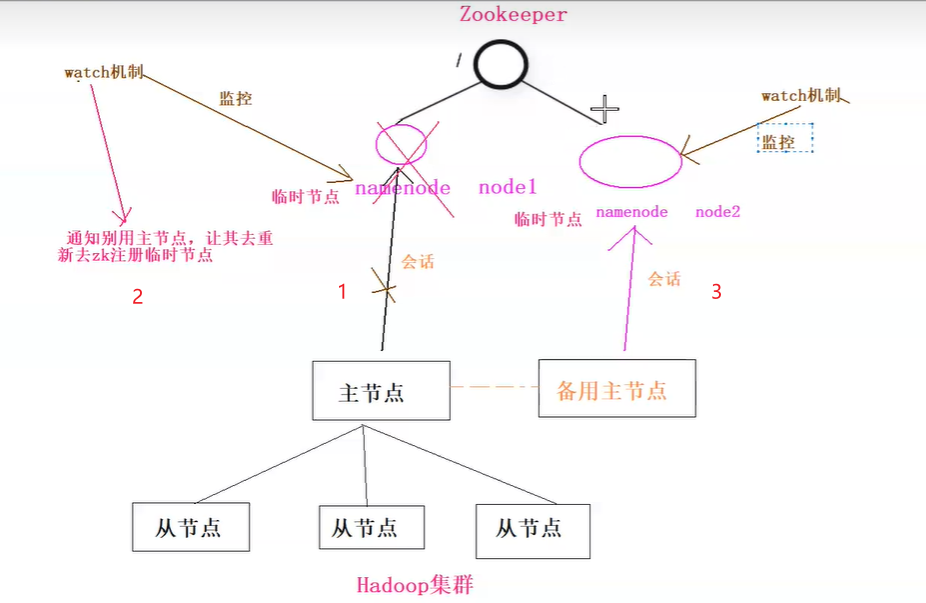 Zookeeper
/
watch机制
监控
watch机制
监控
临时节点 namenode node1
临时节点 namenode node2
通知别用主节点，让其去重
新去zk注册临时节点
会话
会话
2
1
3
主节点
备用主节点
从节点
从节点
从节点
Hadoop集群